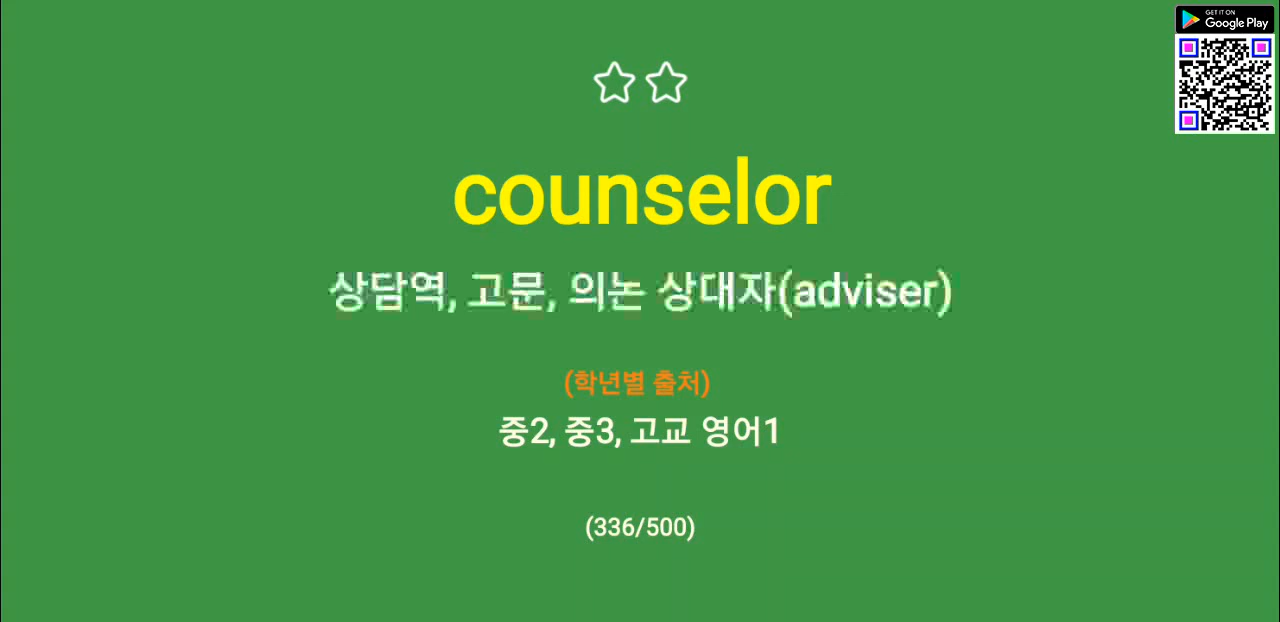 GET IT ON
Google Play
counselor
상담역, 고문, 의논 상대자(adviser)
(학년별 출처)
중2, 중3, 고교 영어1
(336/500)